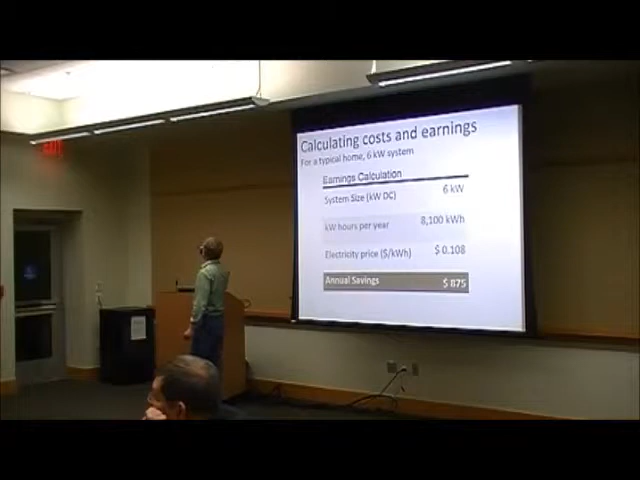 EXIT
Calculating costs and earnings
For a typical home, 6 kW system
Earnings Calculation
System Size (kW DC) 6 kW
kW hours per year 8,100 kWh
Electricity price ($/kWh) $ 0.108
Annual Savings $ 875